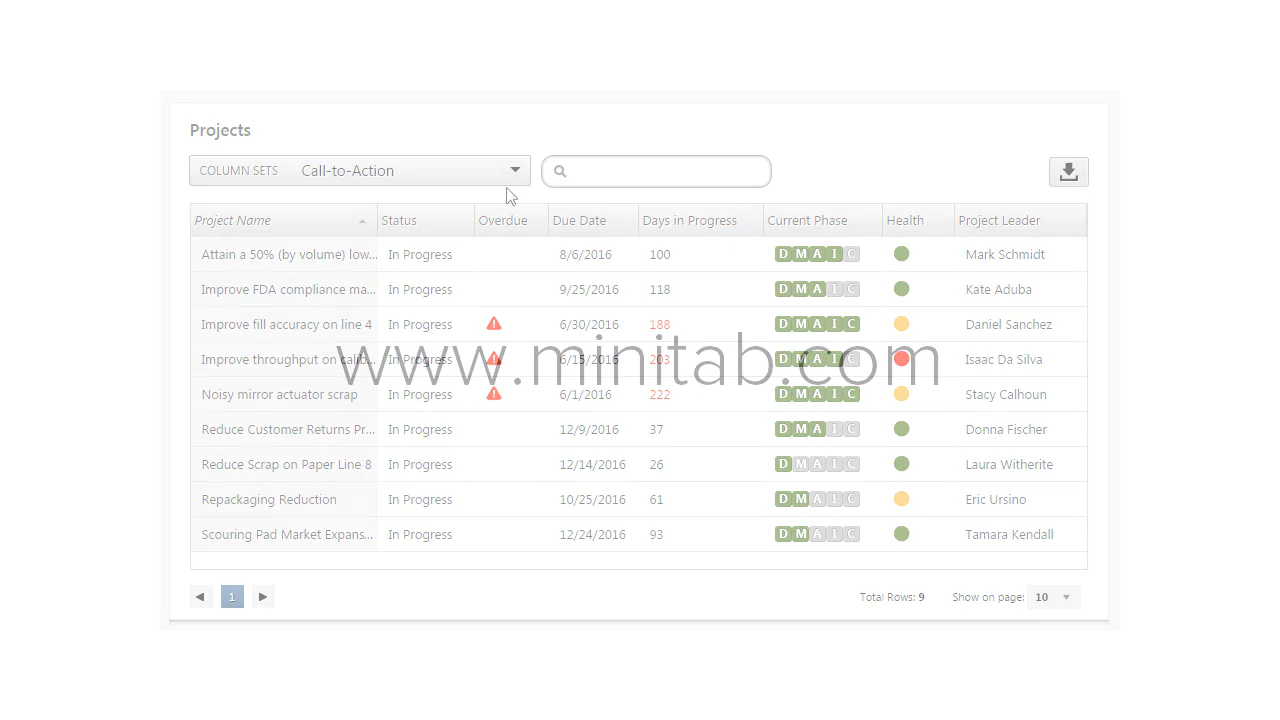 Projects
COLUMN SETS Call-to-Action
Project Name Status Overdue Due Date Days in Progress Current Phase Health Project Leader
Attain a 50% (by volume) low... In Progress 8/6/2016 100 D M A I C Mark Schmidt
Improve FDA compliance ma... In Progress 9/25/2016 118 D M A I C Kate Aduba
Improve fill accuracy on line 4 In Progress 6/30/2016 188 D M A I C Daniel Sanchez
Improve throughput on calib... In Progress 6/15/2016 203 D M A I C Isaac Da Silva
www.minitab.com
Noisy mirror actuator scrap In Progress 6/1/2016 222 D M A I C Stacy Calhoun
Reduce Customer Returns Pr... In Progress 12/9/2016 37 D M A I C Donna Fischer
Reduce Scrap on Paper Line 8 In Progress 12/14/2016 26 D M A I C Laura Witherite
Repackaging Reduction In Progress 10/25/2016 61 D M A I C Eric Ursino
Scouring Pad Market Expans... In Progress 12/24/2016 93 D M A I C Tamara Kendall
1 Total Rows: 9 Show on page: 10